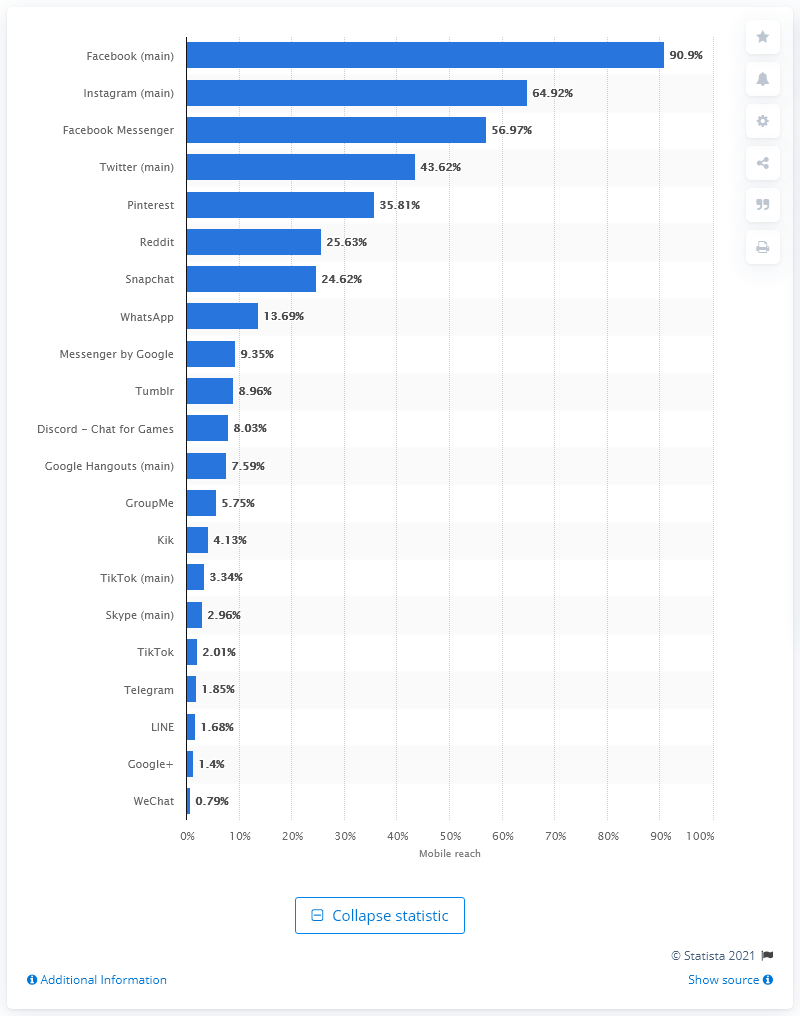 Facebook (main) 90.9%
Instagram (main) 64.92%
Facebook Messenger 56.97%
Twitter (main) 43.62%
Pinterest 35.81%
Reddit 25.63%
Snapchat 24.62%
WhatsApp 13.69%
Messenger by Google 9.35%
Tumblr 8.96%
Discord - Chat for Games 8.03%
Google Hangouts (main) 7.59%
GroupMe 5.75%
Kik 4.13%
TikTok (main) 3.34%
Skype (main) 2.96%
TikTok 2.01%
Telegram 1.85%
LINE 1.68%
Google+ 1.4%
WeChat 0.79%
0% 10% 20% 30% 40% 50% 60% 70% 80% 90% 100%
Mobile reach
Collapse statistic
© Statista 2021
Additional Information Show source